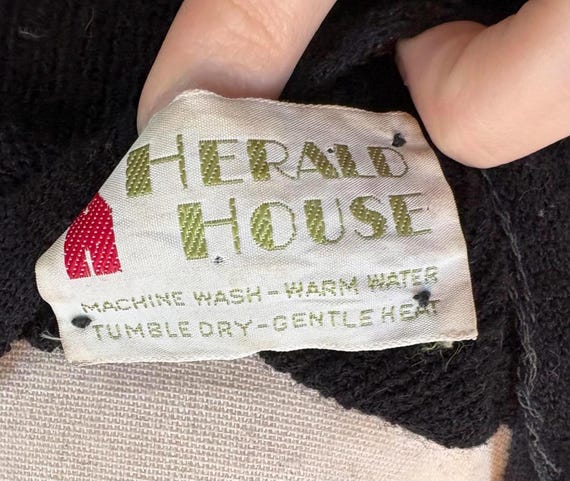 HERALD
HOUSE
MACHINE WASH - WARM WATER
TUMBLE DRY - GENTLE HEAT